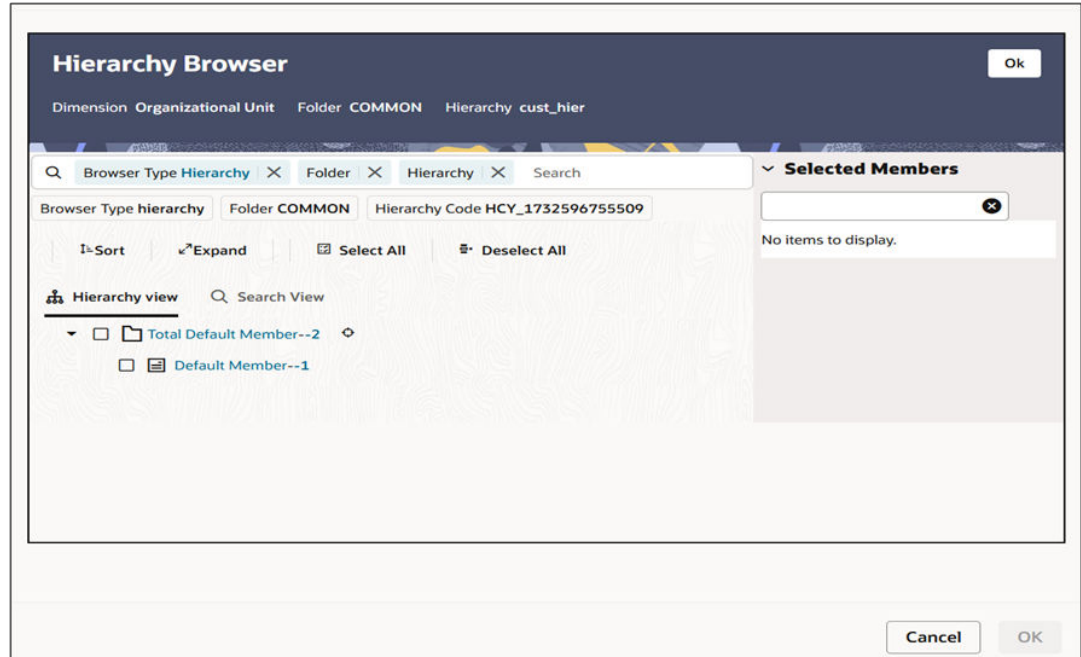 Hierarchy Browser
Ok
Dimension Organizational Unit Folder COMMON Hierarchy cust_hier
Browser Type Hierarchy Folder Hierarchy Search
Selected Members
Browser Type hierarchy Folder COMMON Hierarchy Code HCY_1732596755509
No items to display.
Sort Expand Select All Deselect All
Hierarchy view Search View
Total Default Member--2
Default Member--1
Cancel OK